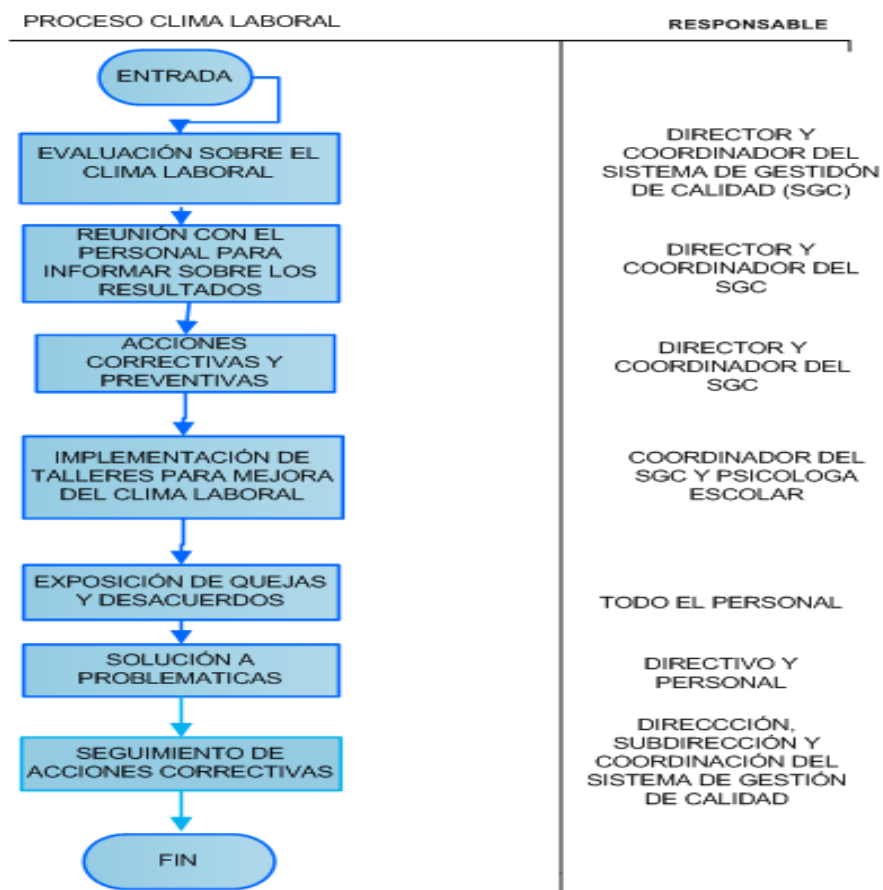 PROCESO CLIMA LABORAL
RESPONSABLE
ENTRADA
EVALUACIÓN SOBRE EL
CLIMA LABORAL
DIRECTOR Y
COORDINADOR DEL
SISTEMA DE GESTIDÓN
DE CALIDAD (SGC)
REUNIÓN CON EL
PERSONAL PARA
INFORMAR SOBRE LOS
RESULTADOS
DIRECTOR Y
COORDINADOR DEL
SGC
ACCIONES
CORRECTIVAS Y
PREVENTIVAS
DIRECTOR Y
COORDINADOR DEL
SGC
IMPLEMENTACIÓN DE
TALLERES PARA MEJORA
DEL CLIMA LABORAL
COORDINADOR DEL
SGC Y PSICOLOGA
ESCOLAR
EXPOSICIÓN DE QUEJAS
Y DESACUERDOS
TODO EL PERSONAL
SOLUCIÓN A
PROBLEMATICAS
DIRECTIVO Y
PERSONAL
SEGUIMIENTO DE
ACCIONES CORRECTIVAS
DIRECCCIÓN,
SUBDIRECCIÓN Y
COORDINACIÓN DEL
SISTEMA DE GESTIÓN
DE CALIDAD
FIN